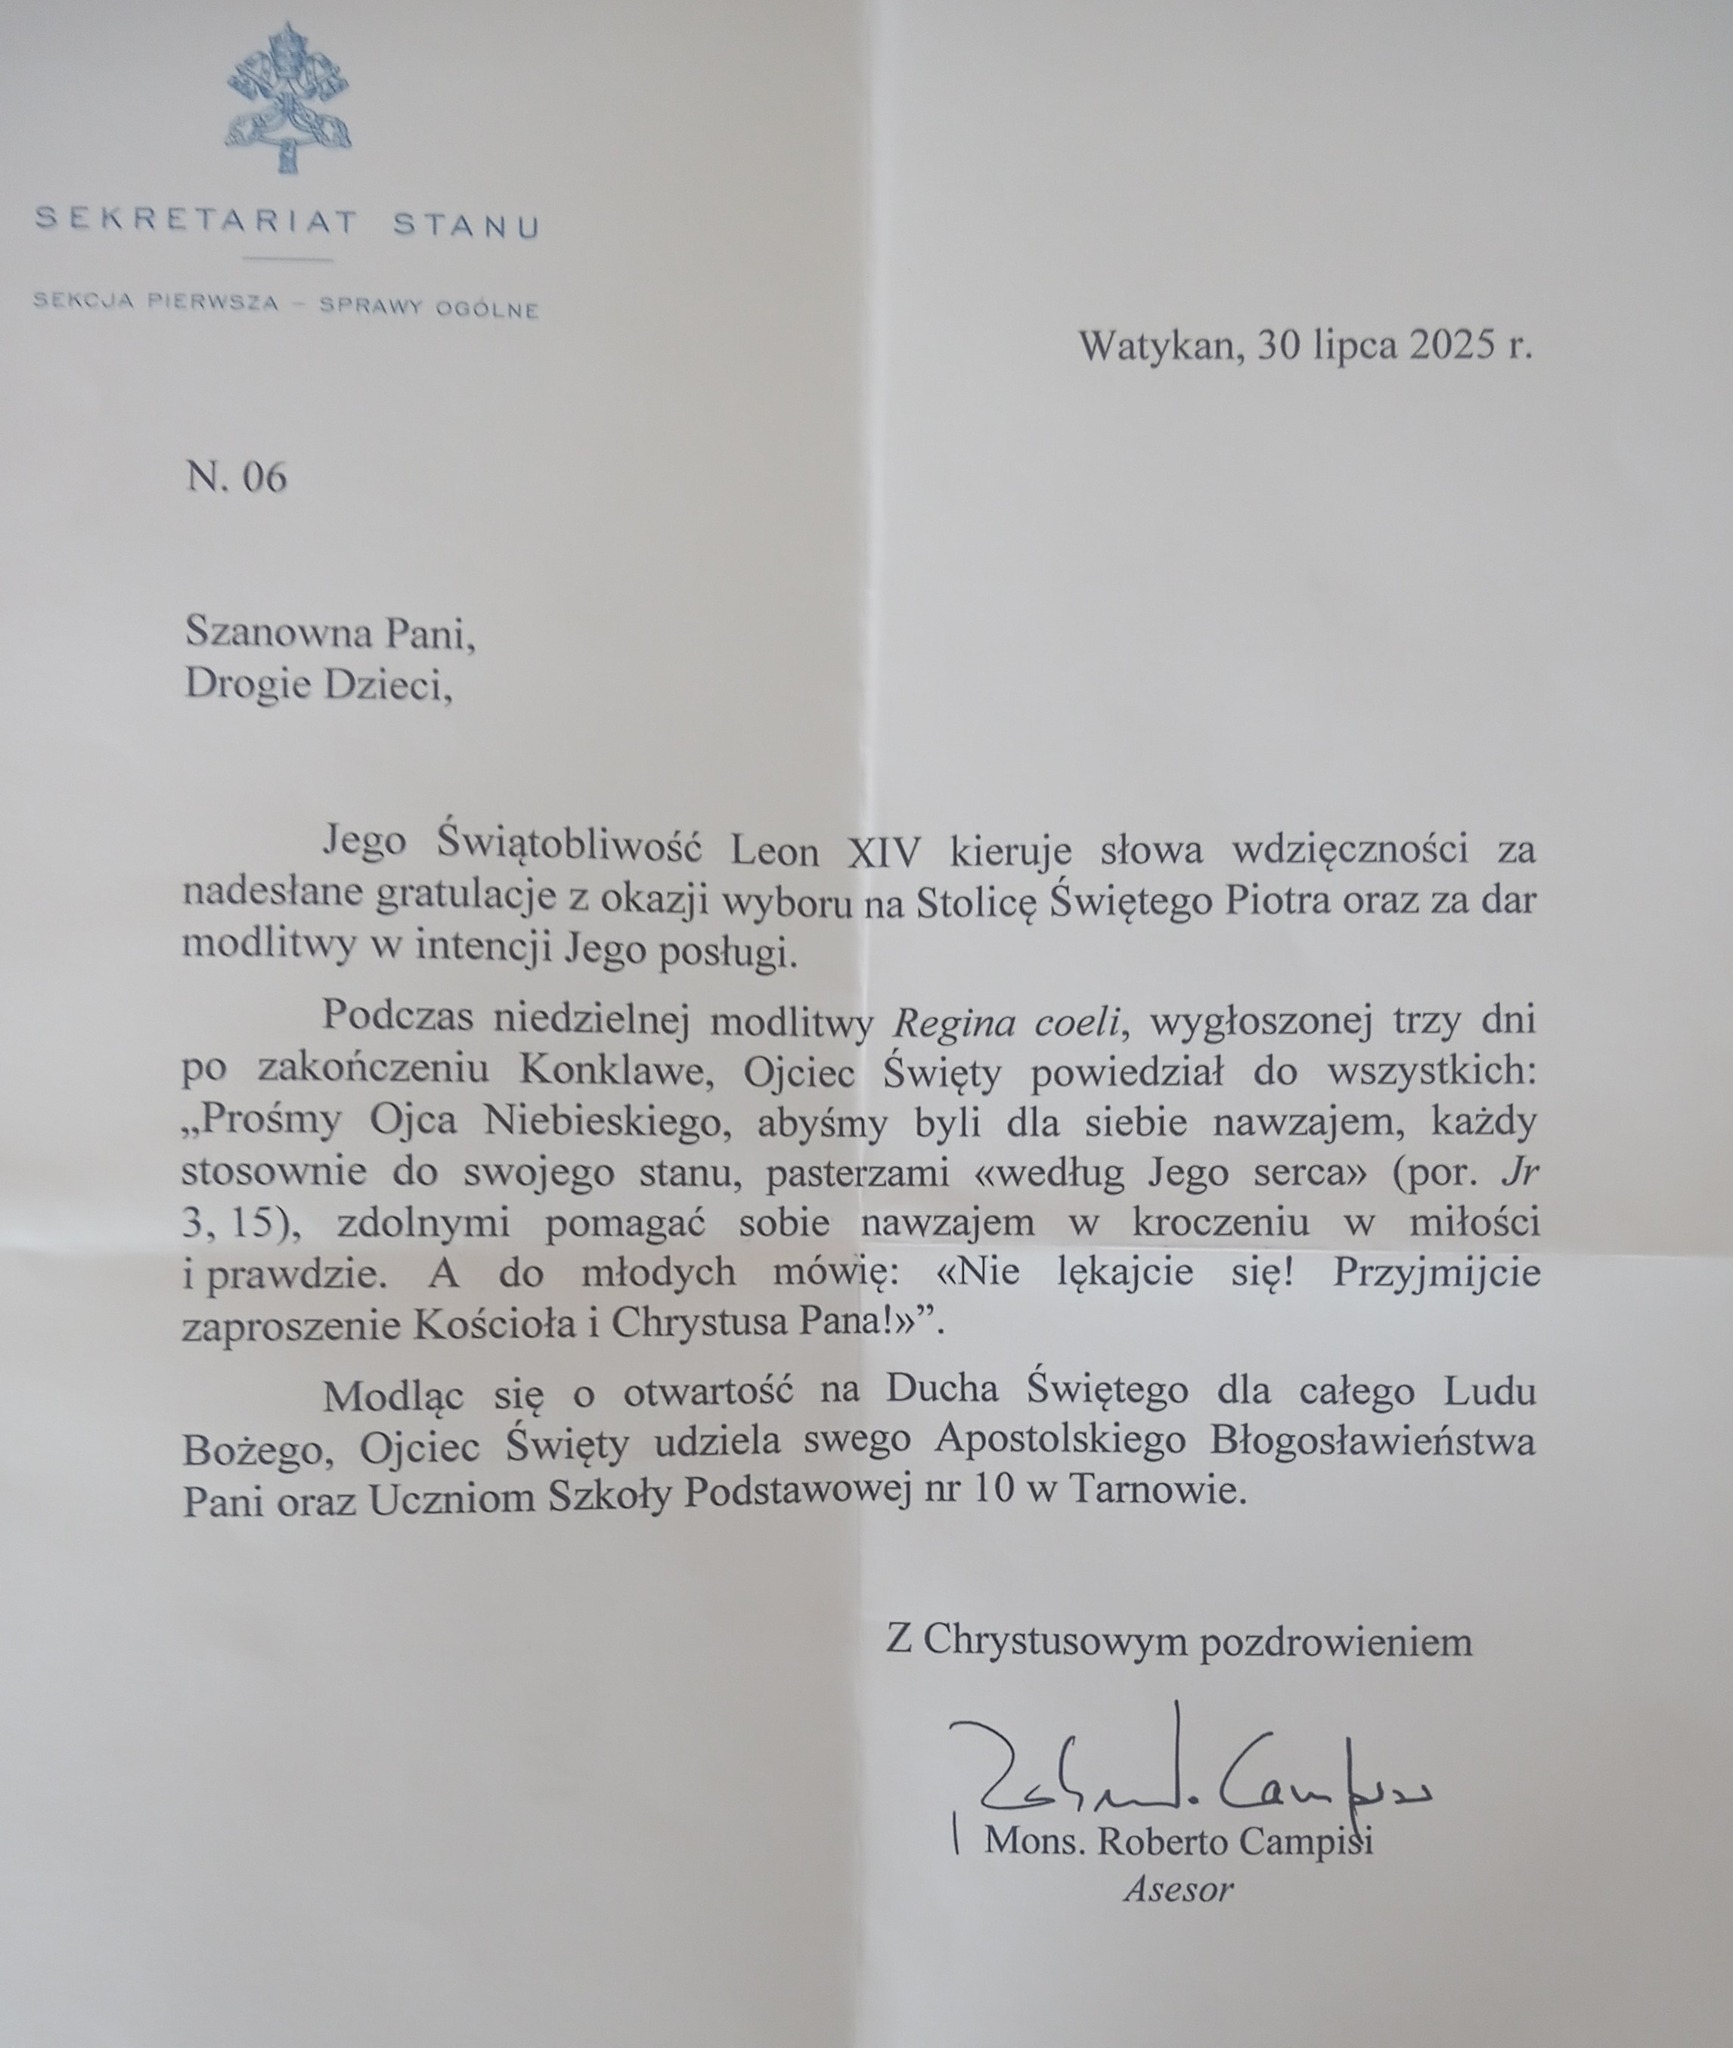 SEKRETARIAT STANU
SEKCJA PIERWSZA – SPRAWY OGÓLNE
Watykan, 30 lipca 2025 r.
N. 06
Szanowna Pani,
Drogie Dzieci,
Jego Świątobliwość Leon XIV kieruje słowa wdzięczności za
nadesłane gratulacje z okazji wyboru na Stolicę Świętego Piotra oraz za dar
modlitwy w intencji Jego posługi.
Podczas niedzielnej modlitwy Regina coeli, wygłoszonej trzy dni
po zakończeniu Konklawe, Ojciec Święty powiedział do wszystkich:
„Prośmy Ojca Niebieskiego, abyśmy byli dla siebie nawzajem, każdy
stosownie do swojego stanu, pasterzami «według Jego serca» (por. Jr
3, 15), zdolnymi pomagać sobie nawzajem w kroczeniu w miłości
i prawdzie. A do młodych mówię: «Nie lękajcie się! Przyjmijcie
zaproszenie Kościoła i Chrystusa Pana!»”.
Modląc się o otwartość na Ducha Świętego dla całego Ludu
Bożego, Ojciec Święty udziela swego Apostolskiego Błogosławieństwa
Pani oraz Uczniom Szkoły Podstawowej nr 10 w Tarnowie.
Z Chrystusowym pozdrowieniem
Mons. Roberto Campisi
Asesor